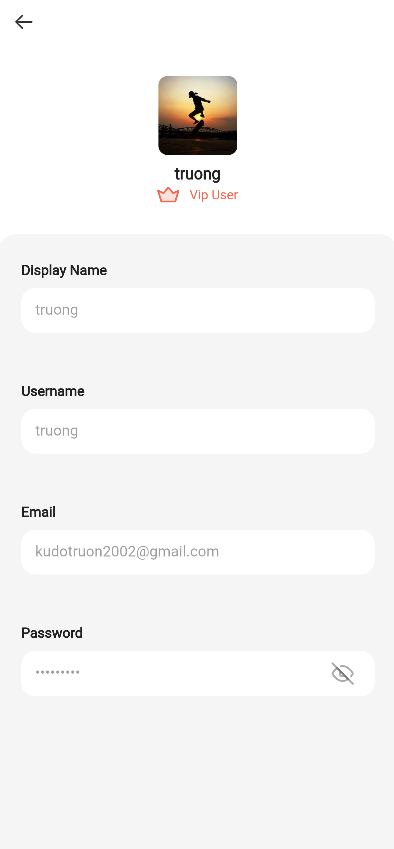 truong
Vip User
Display Name
truong
Username
truong
Email
kudotruon2002@gmail.com
Password
•••••••••